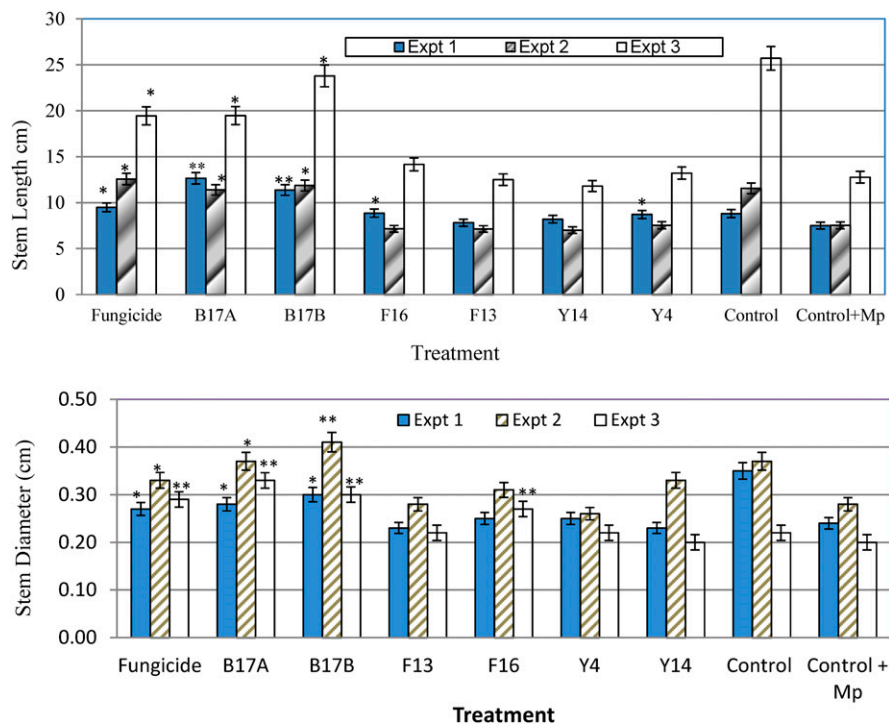 Expt 1 Expt 2 Expt 3
Stem Length cm)
30
25
20
15
10
5
0
* * * ** * * ** * * * *
Fungicide B17A B17B F16 F13 Y14 Y4 Control Control+Mp
Treatment
Expt 1 Expt 2 Expt 3
Stem Diameter (cm)
0.50
0.40
0.30
0.20
0.10
0.00
* * ** * * ** * ** ** **
Fungicide B17A B17B F13 F16 Y4 Y14 Control Control +
Mp
Treatment